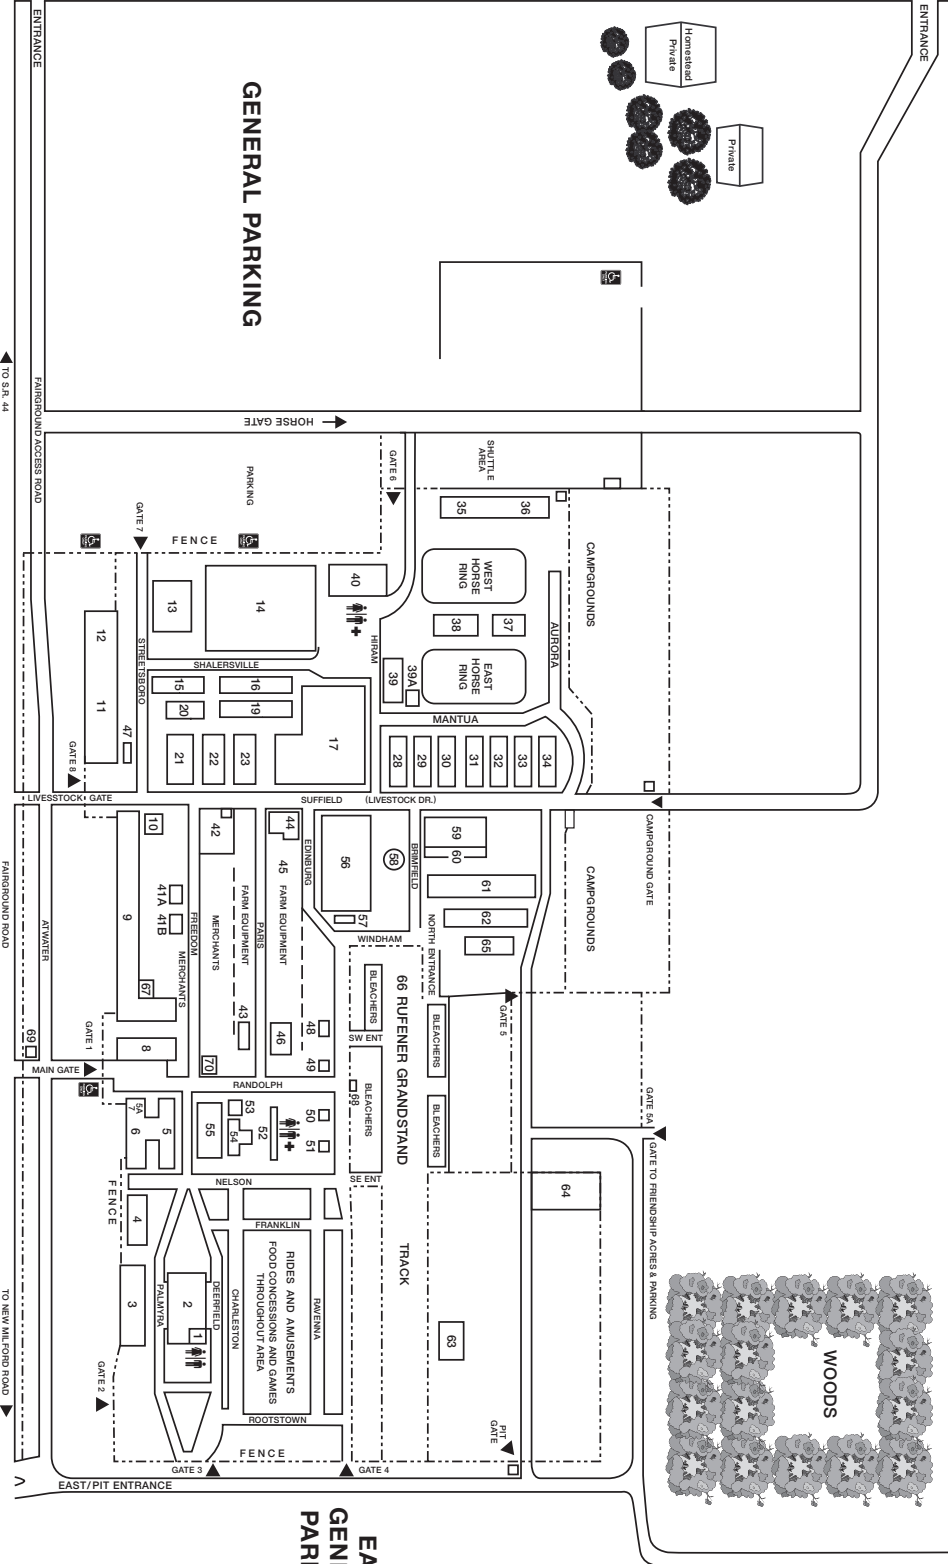 ENTRANCE
ENTRANCE
Homestead
Private
Private
GENERAL PARKING
TO S.R. 44
FAIRGROUND ACCESS ROAD
HORSE GATE
PARKING
GATE 6
SHUTTLE
AREA
GATE 7
FENCE
35
36
CAMPGROUNDS
WEST
HORSE
RING
40
13
14
12
11
STREETSBORO
SHALERSVILLE
HIRAM
38
37
AURORA
39
39A
EAST
HORSE
RING
15
16
20
19
17
MANTUA
47
21
22
23
28
29
30
31
32
33
34
GATE 8
LIVESSTOCK GATE
SUFFIELD
(LIVESTOCK DR.)
CAMPGROUND GATE
CAMPGROUNDS
10
42
44
45
EDINBURG
56
58
57
BRIMFIELD
59
60
61
62
65
9
41A
41B
FREEDOM
MERCHANTS
67
MERCHANTS
FARM EQUIPMENT
PARIS
FARM EQUIPMENT
WINDHAM
NORTH ENTRANCE
FAIRGROUND ROAD
ATWATER
69
GATE 1
8
43
70
46
48
49
BLEACHERS
SW ENT
66 RUFENER GRANDSTAND
BLEACHERS
GATE 5
MAIN GATE
RANDOLPH
5A
7
6
5
55
53
54
52
50
51
68
BLEACHERS
BLEACHERS
GATE 5A
GATE TO FRIENDSHIP ACRES & PARKING
NELSON
SE ENT
64
FENCE
4
FRANKLIN
3
PALMYRA
2
1
DEERFIELD
CHARLESTON
RIDES AND AMUSEMENTS
FOOD CONCESSIONS AND GAMES
THROUGHOUT AREA
RAVENNA
TRACK
63
WOODS
TO NEW MILFORD ROAD
GATE 2
ROOTSTOWN
FENCE
GATE 3
GATE 4
PIT
GATE
EAST/PIT ENTRANCE
EA
GEN
PAR